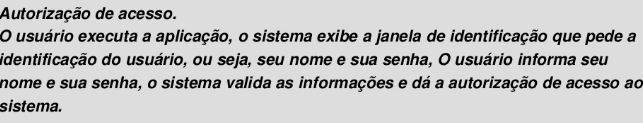 Autorização de acesso.
O usuário executa a aplicação, o sistema exibe a janela de identificação que pede a
identificação do usuário, ou seja, seu nome e sua senha, O usuário informa seu
nome e sua senha, o sistema valida as informações e dá a autorização de acesso ao
sistema.